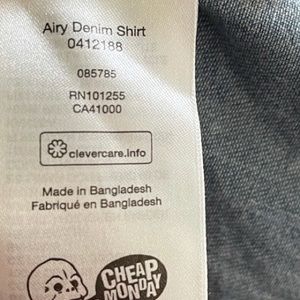 Airy Denim Shirt
0412188
085785
RN101255
CA41000
clevercare.info
Made in Bangladesh
Fabriqué en Bangladesh
CHEAP
MONDAY